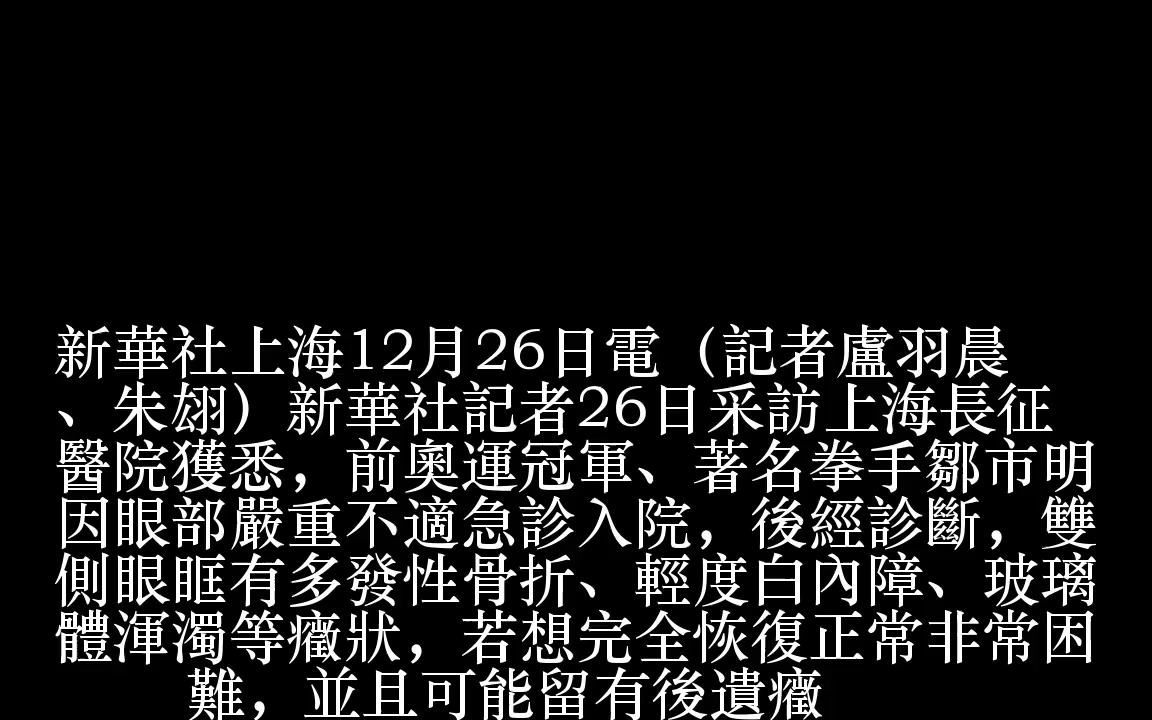 新華社上海12月26日電（記者盧羽晨
、朱翃）新華社記者26日采訪上海長征
醫院獲悉，前奧運冠軍、著名拳手鄒市明
因眼部嚴重不適急診入院，後經診斷，雙
側眼眶有多發性骨折、輕度白內障、玻璃
體渾濁等癥狀，若想完全恢復正常非常困
難，並且可能留有後遺癥